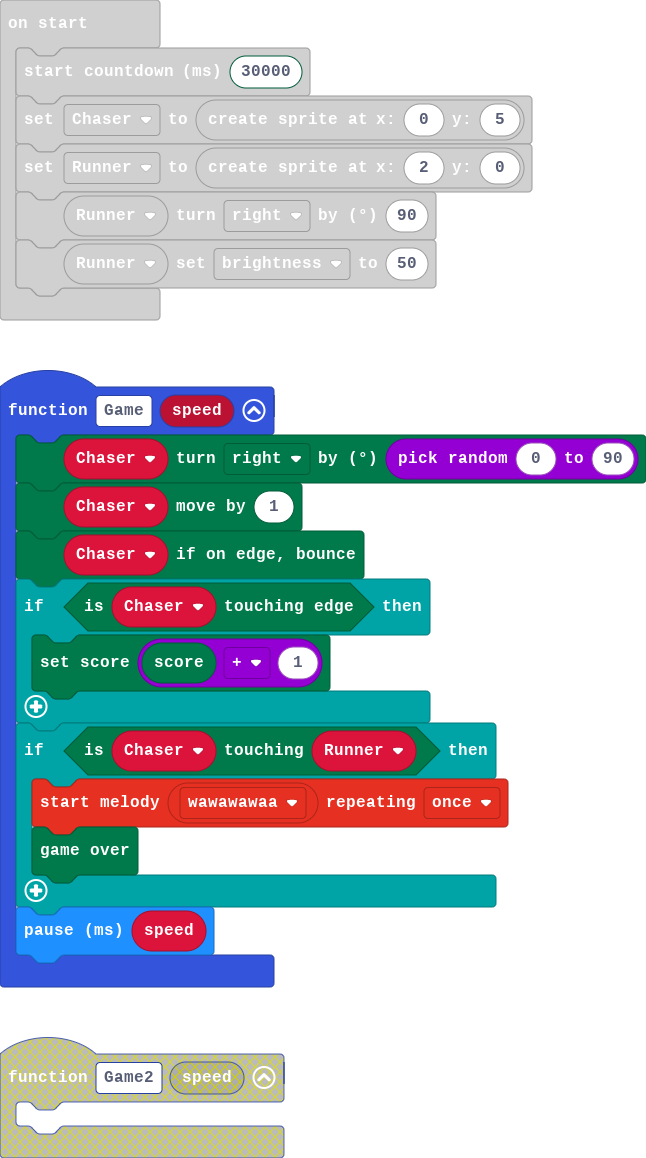 on start
start countdown (ms) 30000
set Chaser to create sprite at x: 0 y: 5
set Runner to create sprite at x: 2 y: 0
Runner turn right by (°) 90
Runner set brightness to 50
function Game speed
Chaser turn right by (°) pick random 0 to 90
Chaser move by 1
Chaser if on edge, bounce
if is Chaser touching edge then
set score score + 1
if is Chaser touching Runner then
start melody wawawawaa repeating once
game over
pause (ms) speed
function Game2 speed